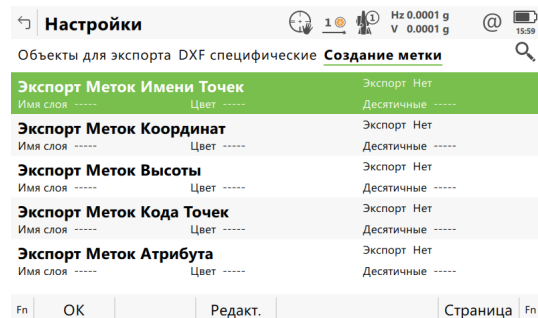 Настройки 1 1 Hz 0.0001 g @
V 0.0001 g 15:59
Объекты для экспорта DXF специфические Создание метки
Экспорт Меток Имени Точек Экспорт Нет
Имя слоя ----- Цвет ----- Десятичные -----
Экспорт Меток Координат Экспорт Нет
Имя слоя ----- Цвет ----- Десятичные -----
Экспорт Меток Высоты Экспорт Нет
Имя слоя ----- Цвет ----- Десятичные -----
Экспорт Меток Кода Точек Экспорт Нет
Имя слоя ----- Цвет ----- Десятичные -----
Экспорт Меток Атрибута Экспорт Нет
Имя слоя ----- Цвет ----- Десятичные -----
Fn ОК Редакт. Страница Fn